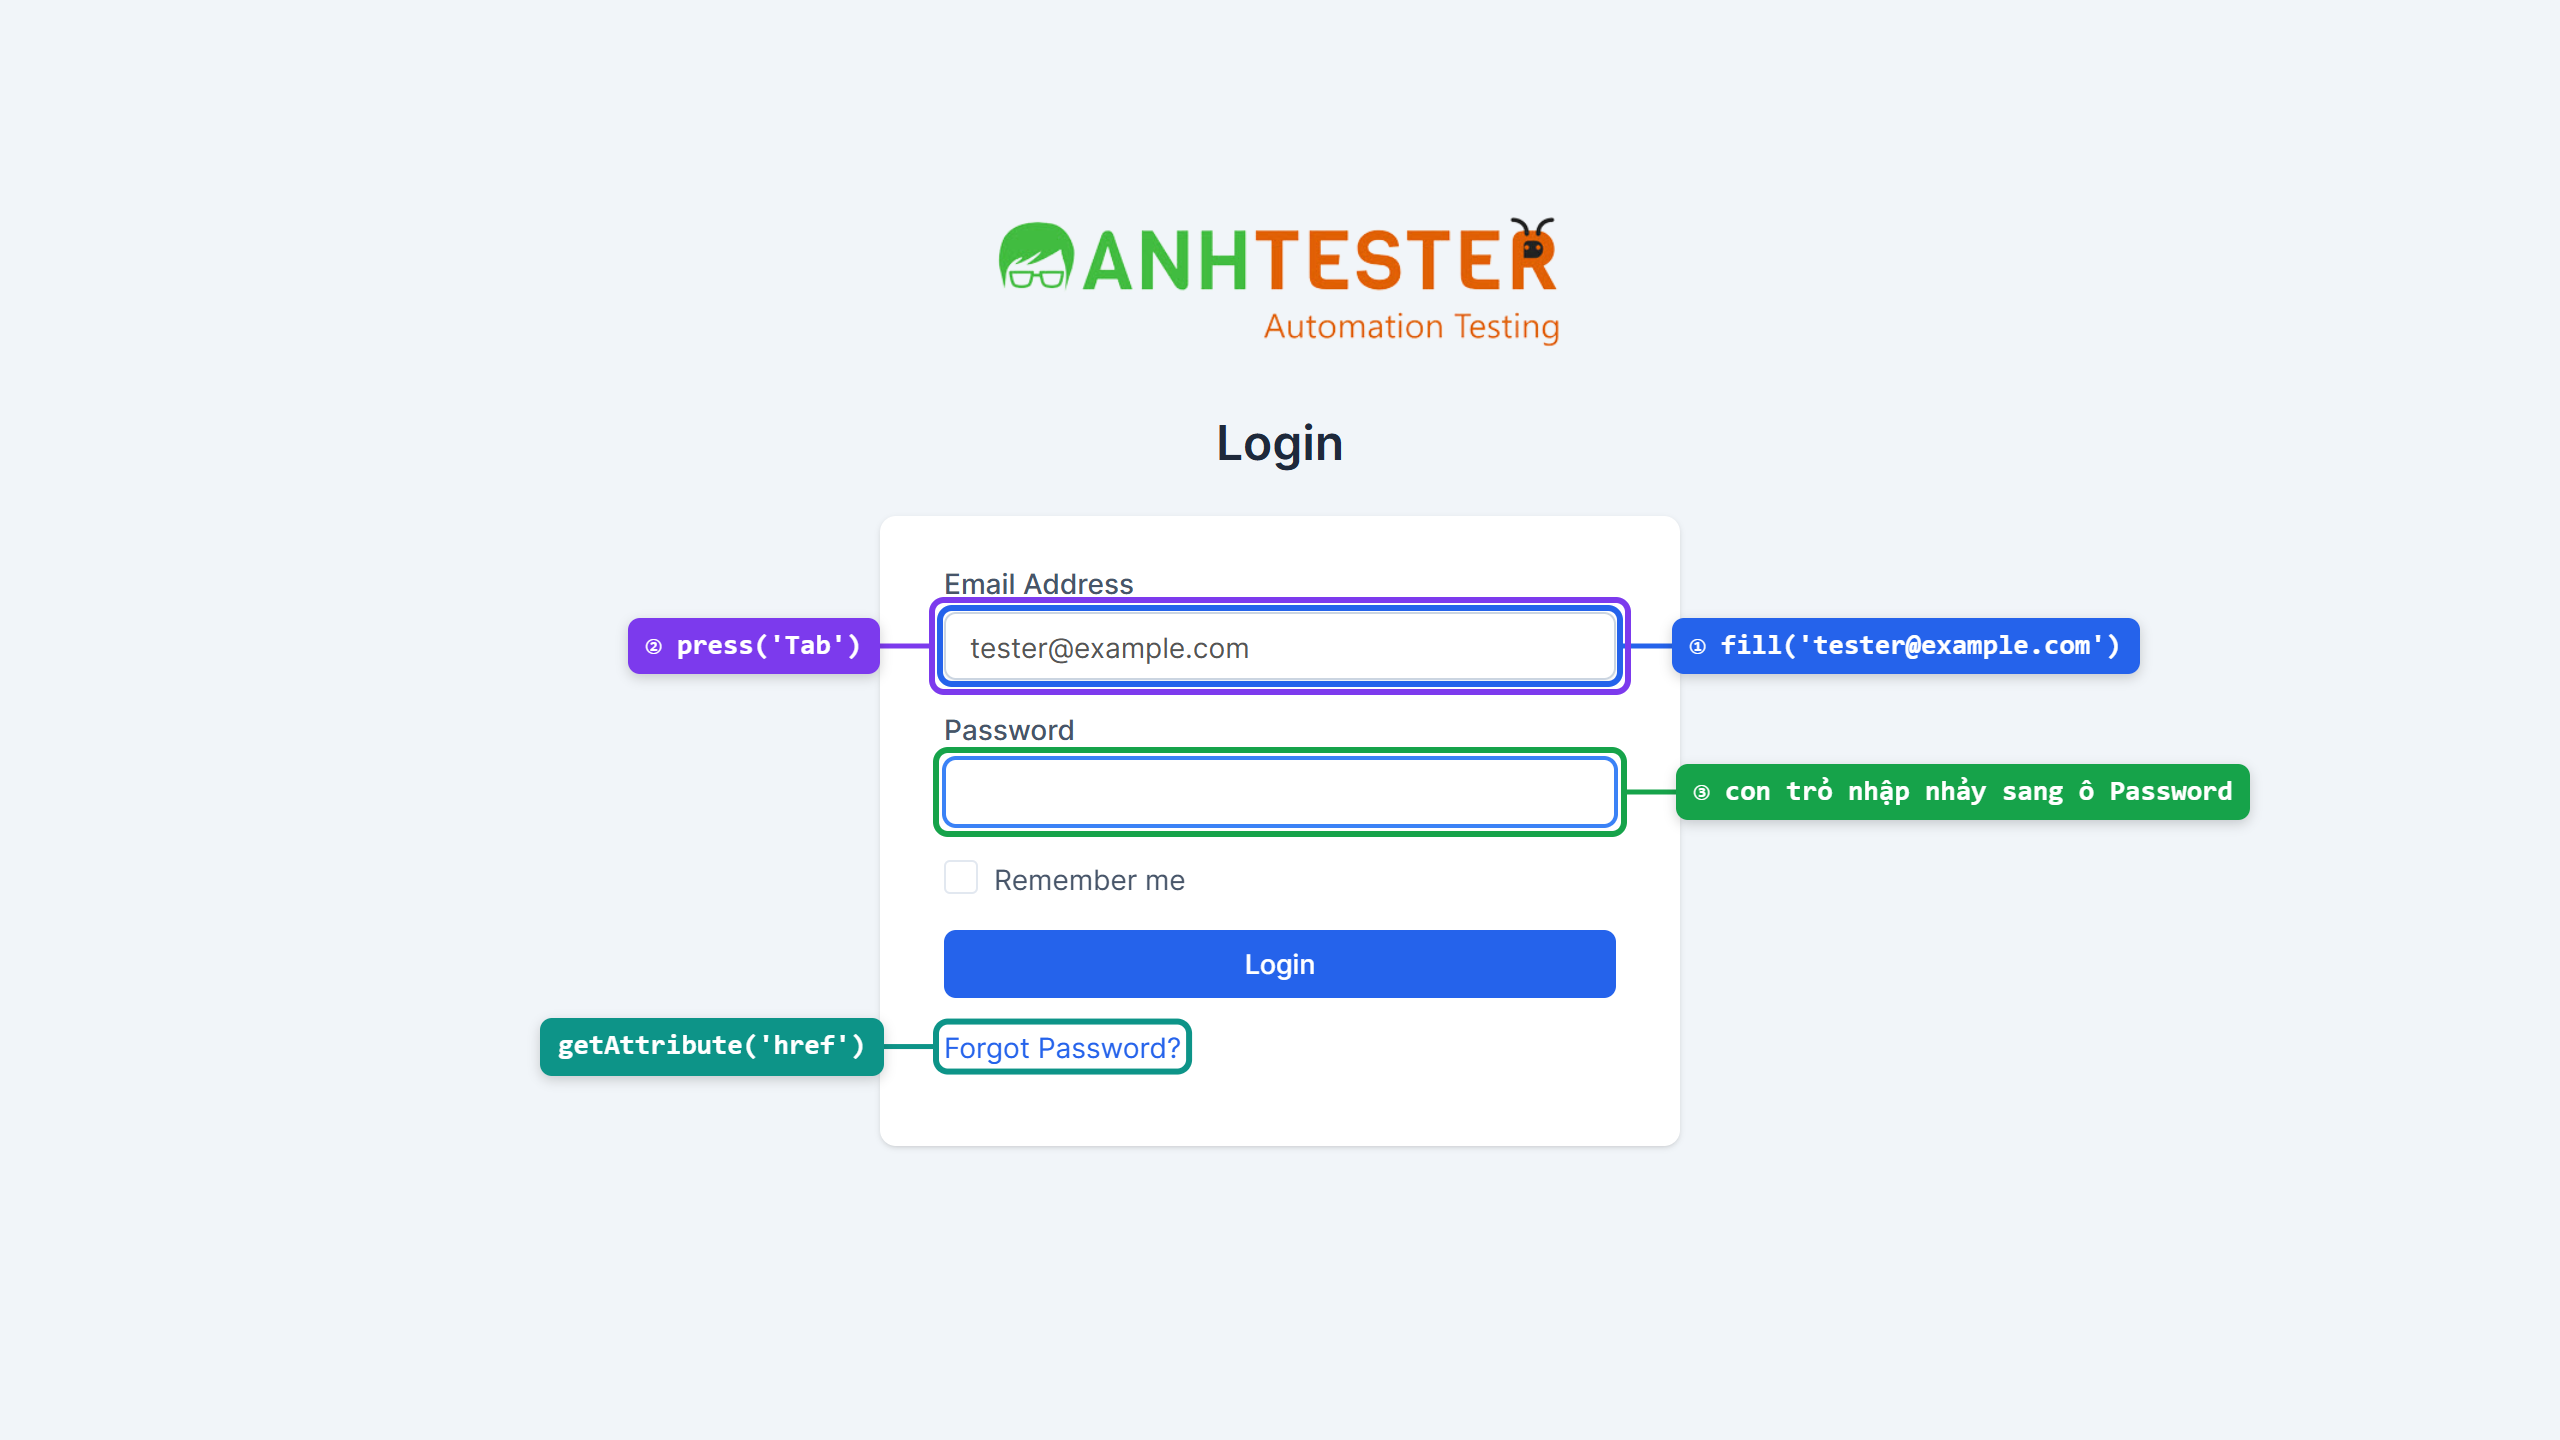 ANHTESTER
Automation Testing
Login
Email Address
② press('Tab')
tester@example.com
① fill('tester@example.com')
Password
③ con trỏ nhập nhảy sang ô Password
Remember me
Login
getAttribute('href')
Forgot Password?